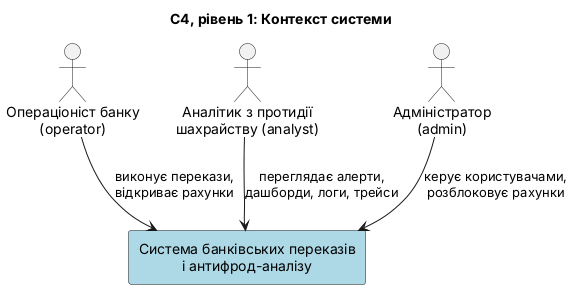 С4, рівень 1: Контекст системи
Операціоніст банку
(operator)
Аналітик з протидії
шахрайству (analyst)
Адміністратор
(admin)
виконує перекази,
відкриває рахунки
переглядає алерти,
дашборди, логи, трейси
керує користувачами,
розблоковує рахунки
Система банківських переказів
і антифрод-аналізу